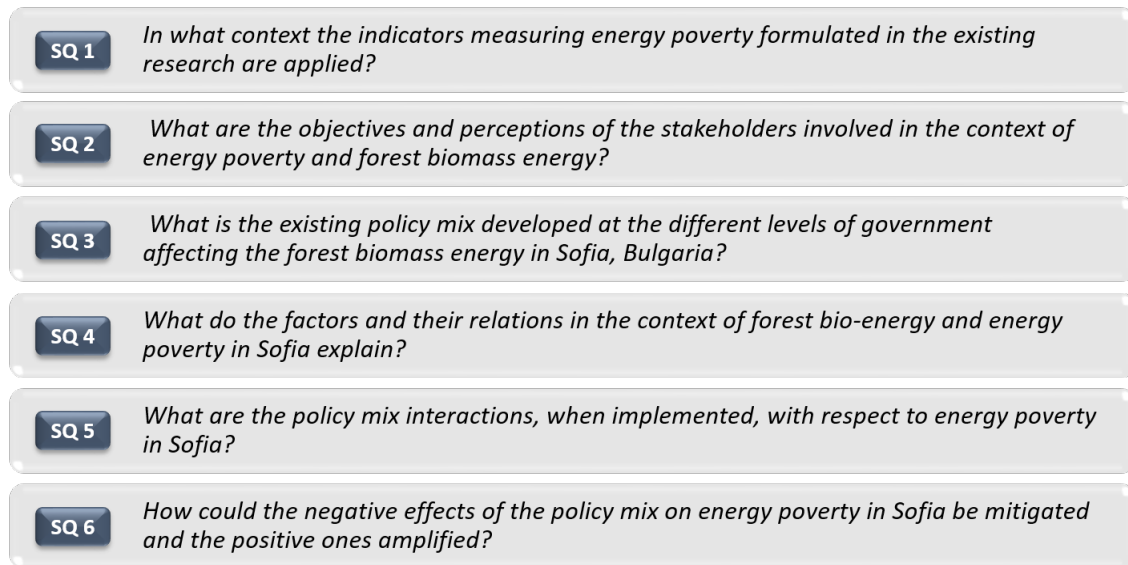 SQ 1
In what context the indicators measuring energy poverty formulated in the existing
research are applied?
SQ 2
What are the objectives and perceptions of the stakeholders involved in the context of
energy poverty and forest biomass energy?
SQ 3
What is the existing policy mix developed at the different levels of government
affecting the forest biomass energy in Sofia, Bulgaria?
SQ 4
What do the factors and their relations in the context of forest bio-energy and energy
poverty in Sofia explain?
SQ 5
What are the policy mix interactions, when implemented, with respect to energy poverty
in Sofia?
SQ 6
How could the negative effects of the policy mix on energy poverty in Sofia be mitigated
and the positive ones amplified?